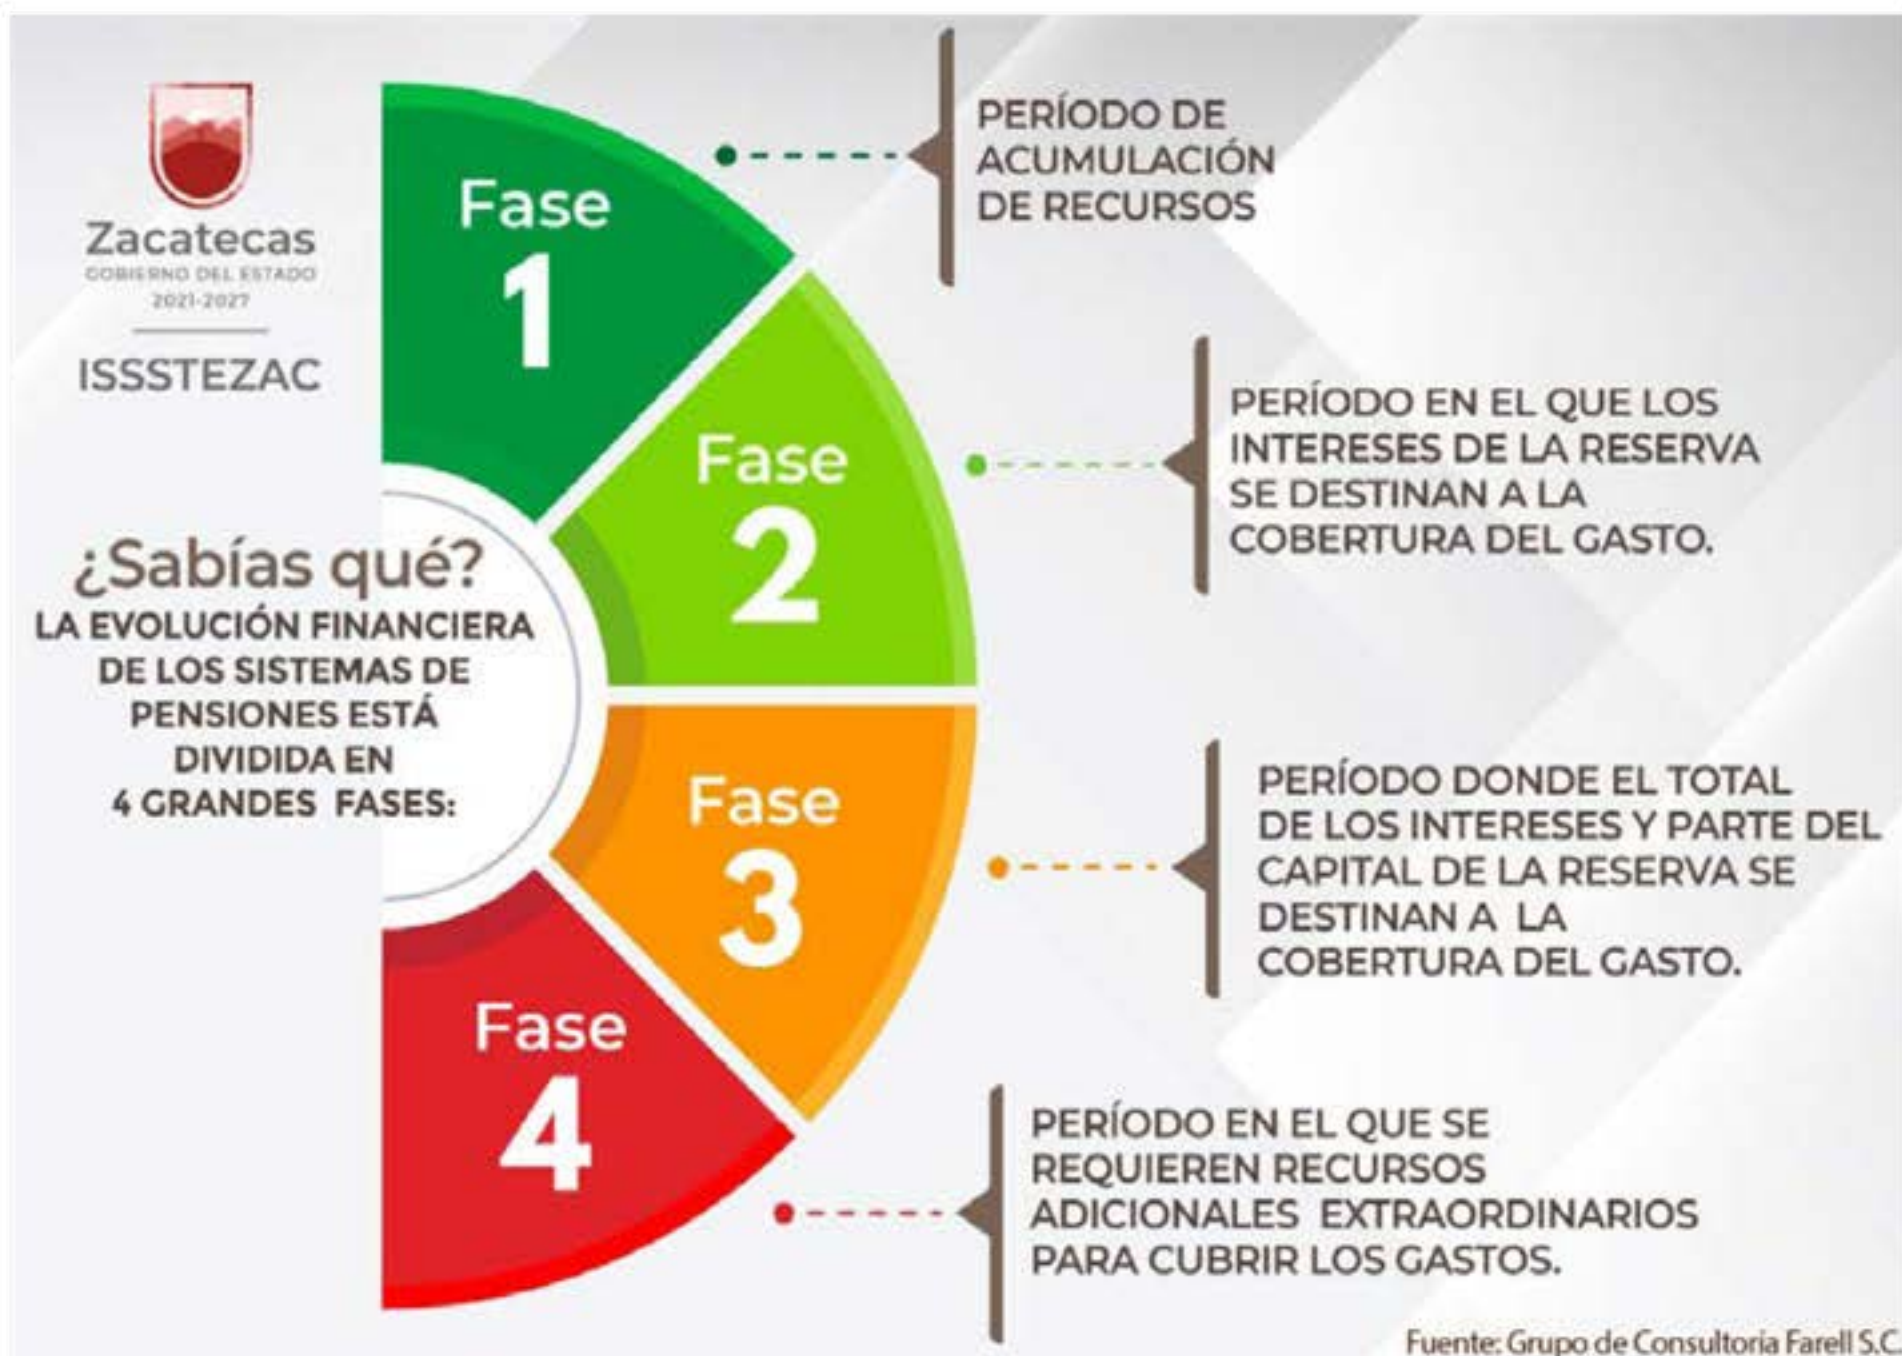 Zacatecas
GOBIERNO DEL ESTADO
2021-2027
ISSSTEZAC
¿Sabías qué?
LA EVOLUCIÓN FINANCIERA
DE LOS SISTEMAS DE
PENSIONES ESTÁ
DIVIDIDA EN
4 GRANDES FASES:
Fase
1
PERÍODO DE
ACUMULACIÓN
DE RECURSOS
Fase
2
PERÍODO EN EL QUE LOS
INTERESES DE LA RESERVA
SE DESTINAN A LA
COBERTURA DEL GASTO.
Fase
3
PERÍODO DONDE EL TOTAL
DE LOS INTERESES Y PARTE DEL
CAPITAL DE LA RESERVA SE
DESTINAN A LA
COBERTURA DEL GASTO.
Fase
4
PERÍODO EN EL QUE SE
REQUIEREN RECURSOS
ADICIONALES EXTRAORDINARIOS
PARA CUBRIR LOS GASTOS.
Fuente: Grupo de Consultoria Farell S.C.